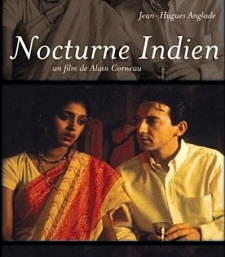 Jean-Hugues Anglade
Nocturne Indien
un film de Alain Corneau